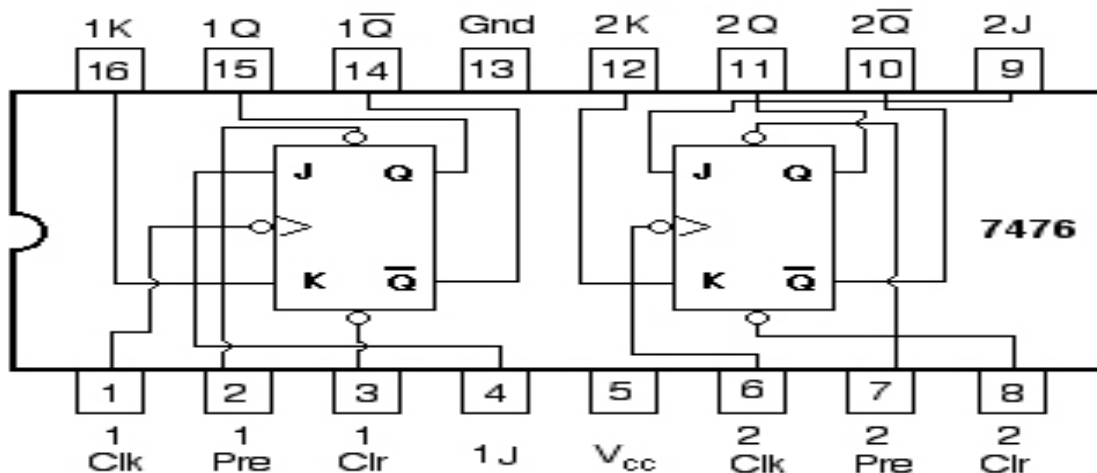 1K 1Q 1Q̅ Gnd 2K 2Q 2Q̅ 2J
16 15 14 13 12 11 10 9
J Q J Q
7476
K Q̅ K Q̅
1 2 3 4 5 6 7 8
1 1 1 1J Vcc 2 2 2
Clk Pre Clr Clk Pre Clr